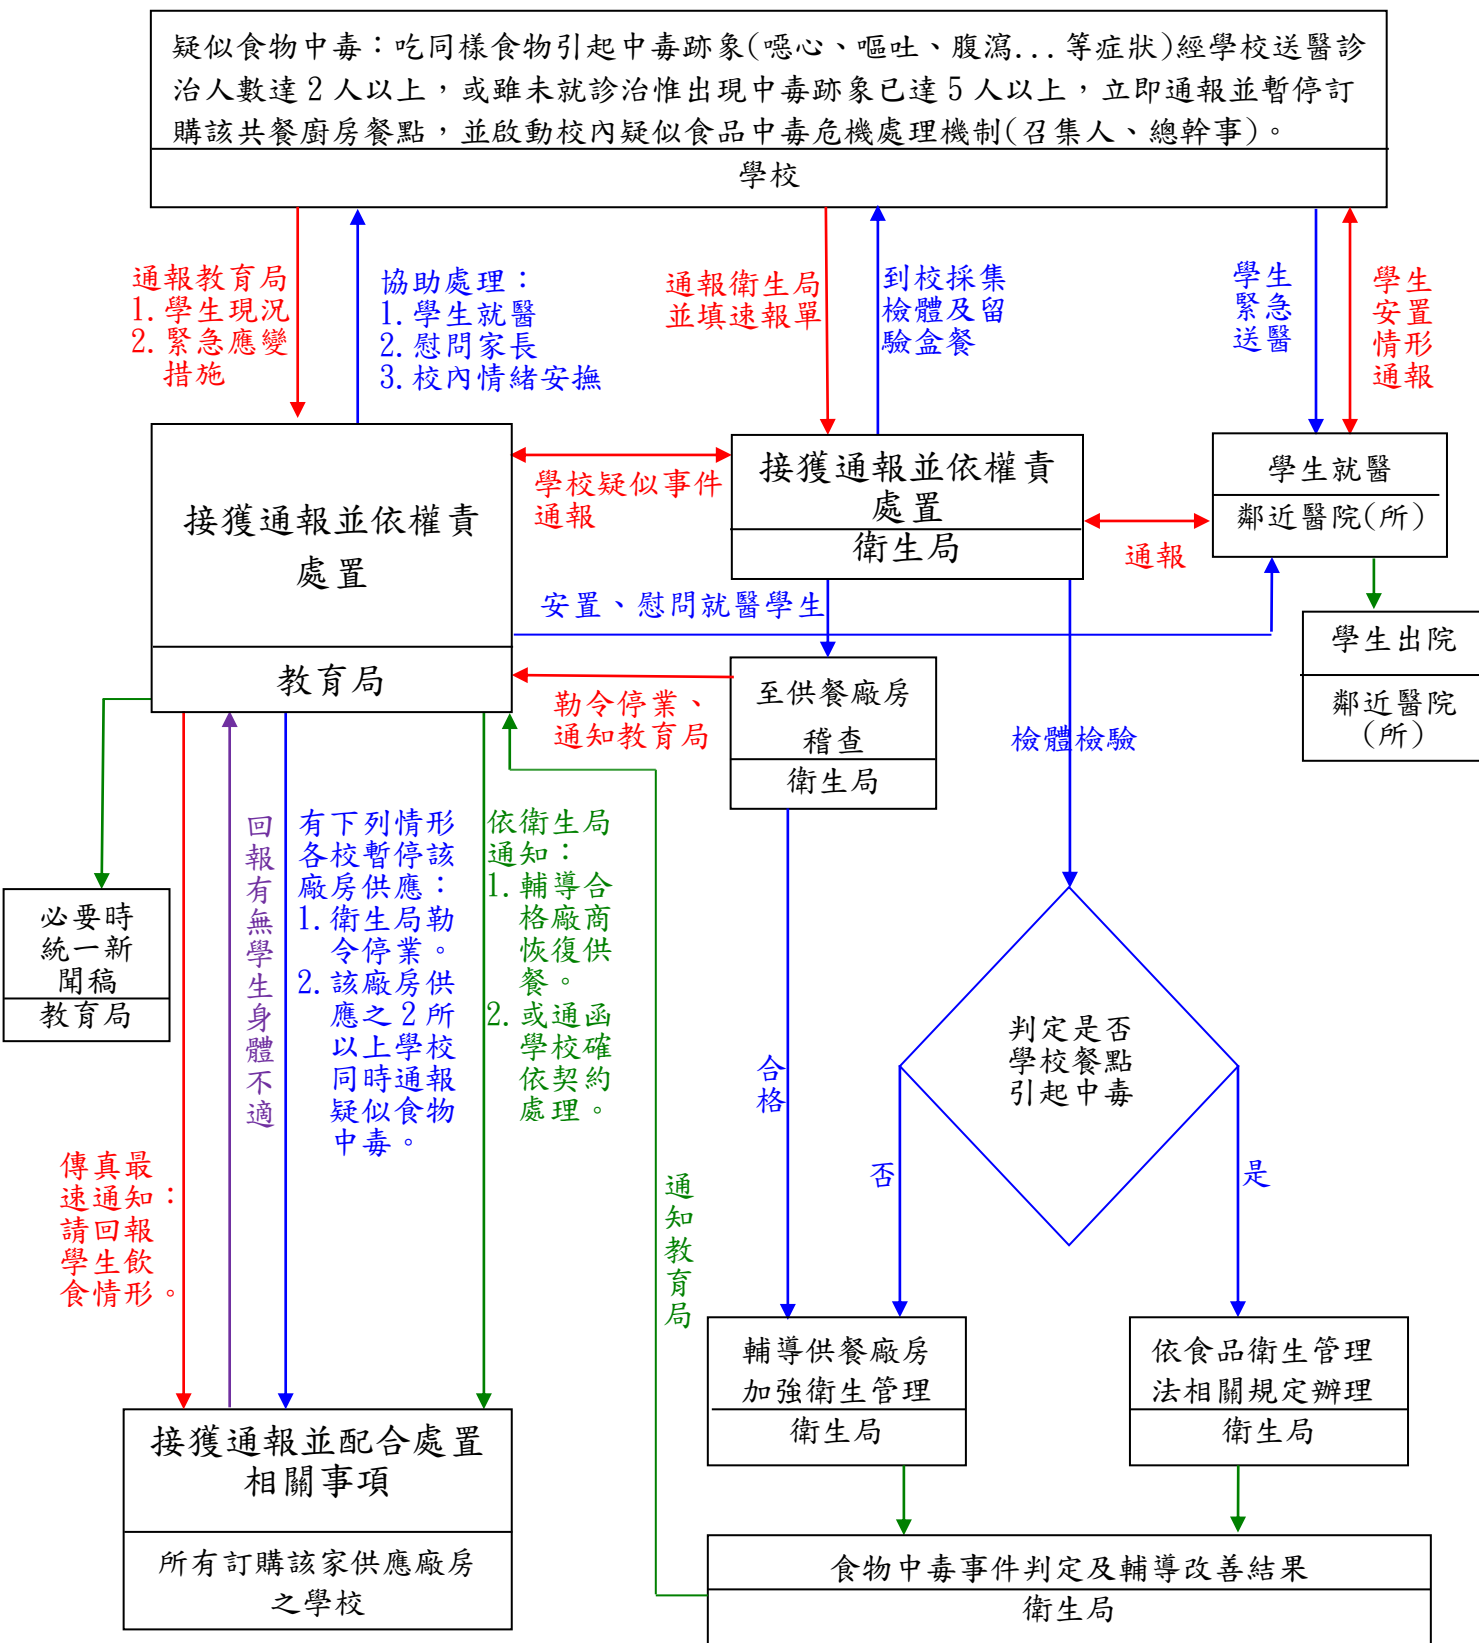 疑似食物中毒：吃同樣食物引起中毒跡象(噁心、嘔吐、腹瀉...等症狀)經學校送醫診
治人數達2人以上，或雖未就診治惟出現中毒跡象已達5人以上，立即通報並暫停訂
購該共餐廚房餐點，並啟動校內疑似食品中毒危機處理機制(召集人、總幹事)。
學校
通報教育局
1.學生現況
2.緊急應變
措施
協助處理：
1.學生就醫
2.慰問家長
3.校內情緒安撫
通報衛生局
並填速報單
到校採集
檢體及留
驗盒餐
學生
緊急
送醫
學生
安置
情形
通報
接獲通報並依權責
處置
教育局
學校疑似事件
通報
接獲通報並依權責
處置
衛生局
通報
學生就醫
鄰近醫院(所)
安置、慰問就醫學生
學生出院
鄰近醫院
(所)
勒令停業、
通知教育局
至供餐廠房
稽查
衛生局
檢體檢驗
必要時
統一新
聞稿
教育局
回報有無學生身體不適
有下列情形
各校暫停該
廠房供應：
1.衛生局勒
令停業。
2.該廠房供
應之2所
以上學校
同時通報
疑似食物
中毒。
依衛生局
通知：
1.輔導合
格廠商
恢復供
餐。
2.或通函
學校確
依契約
處理。
傳真最
速通知：
請回報
學生飲
食情形。
合格
判定是否
學校餐點
引起中毒
否
是
通知教育局
輔導供餐廠房
加強衛生管理
衛生局
依食品衛生管理
法相關規定辦理
衛生局
接獲通報並配合處置
相關事項
所有訂購該家供應廠房
之學校
食物中毒事件判定及輔導改善結果
衛生局